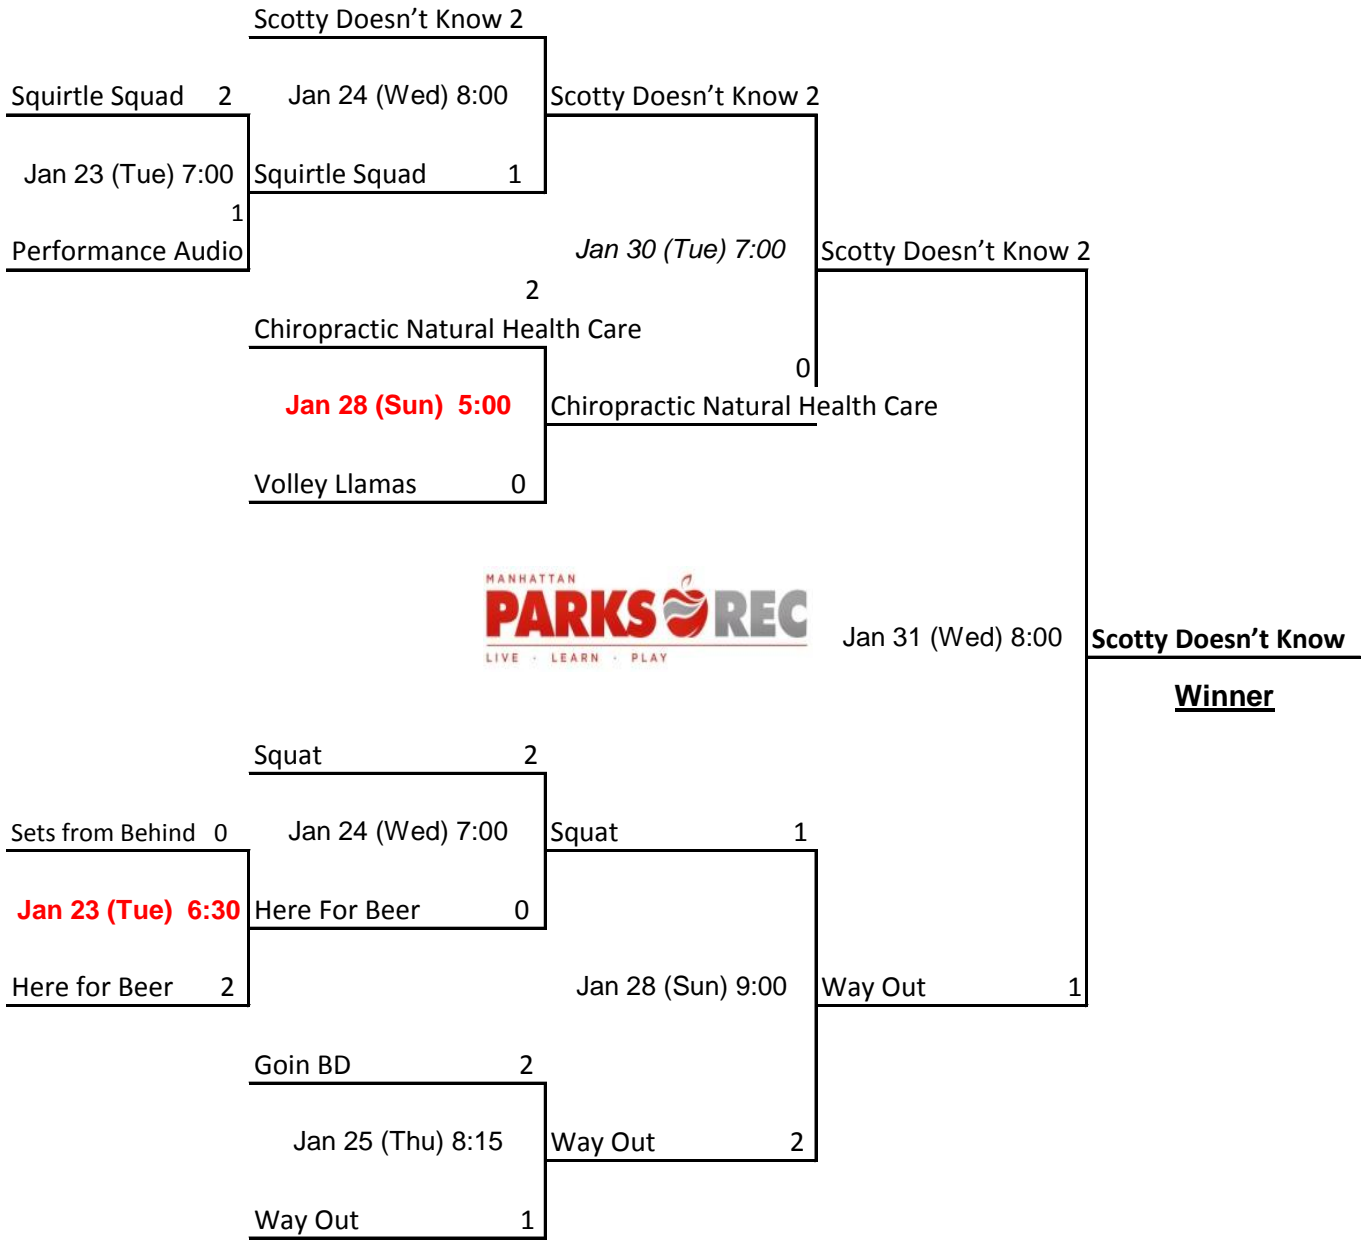 Scotty Doesn't Know 2
Squirtle Squad 2
Jan 24 (Wed) 8:00
Scotty Doesn't Know 2
Jan 23 (Tue) 7:00
Squirtle Squad 1
1
Performance Audio
Jan 30 (Tue) 7:00
Scotty Doesn't Know 2
2
Chiropractic Natural Health Care
0
Jan 28 (Sun) 5:00
Chiropractic Natural Health Care
Volley Llamas 0
MANHATTAN
PARKS REC
LIVE · LEARN · PLAY
Jan 31 (Wed) 8:00
Scotty Doesn't Know
Winner
Squat 2
Sets from Behind 0
Jan 24 (Wed) 7:00
Squat 1
Jan 23 (Tue) 6:30
Here For Beer 0
Here for Beer 2
Jan 28 (Sun) 9:00
Way Out 1
Goin BD 2
Jan 25 (Thu) 8:15
Way Out 2
Way Out 1